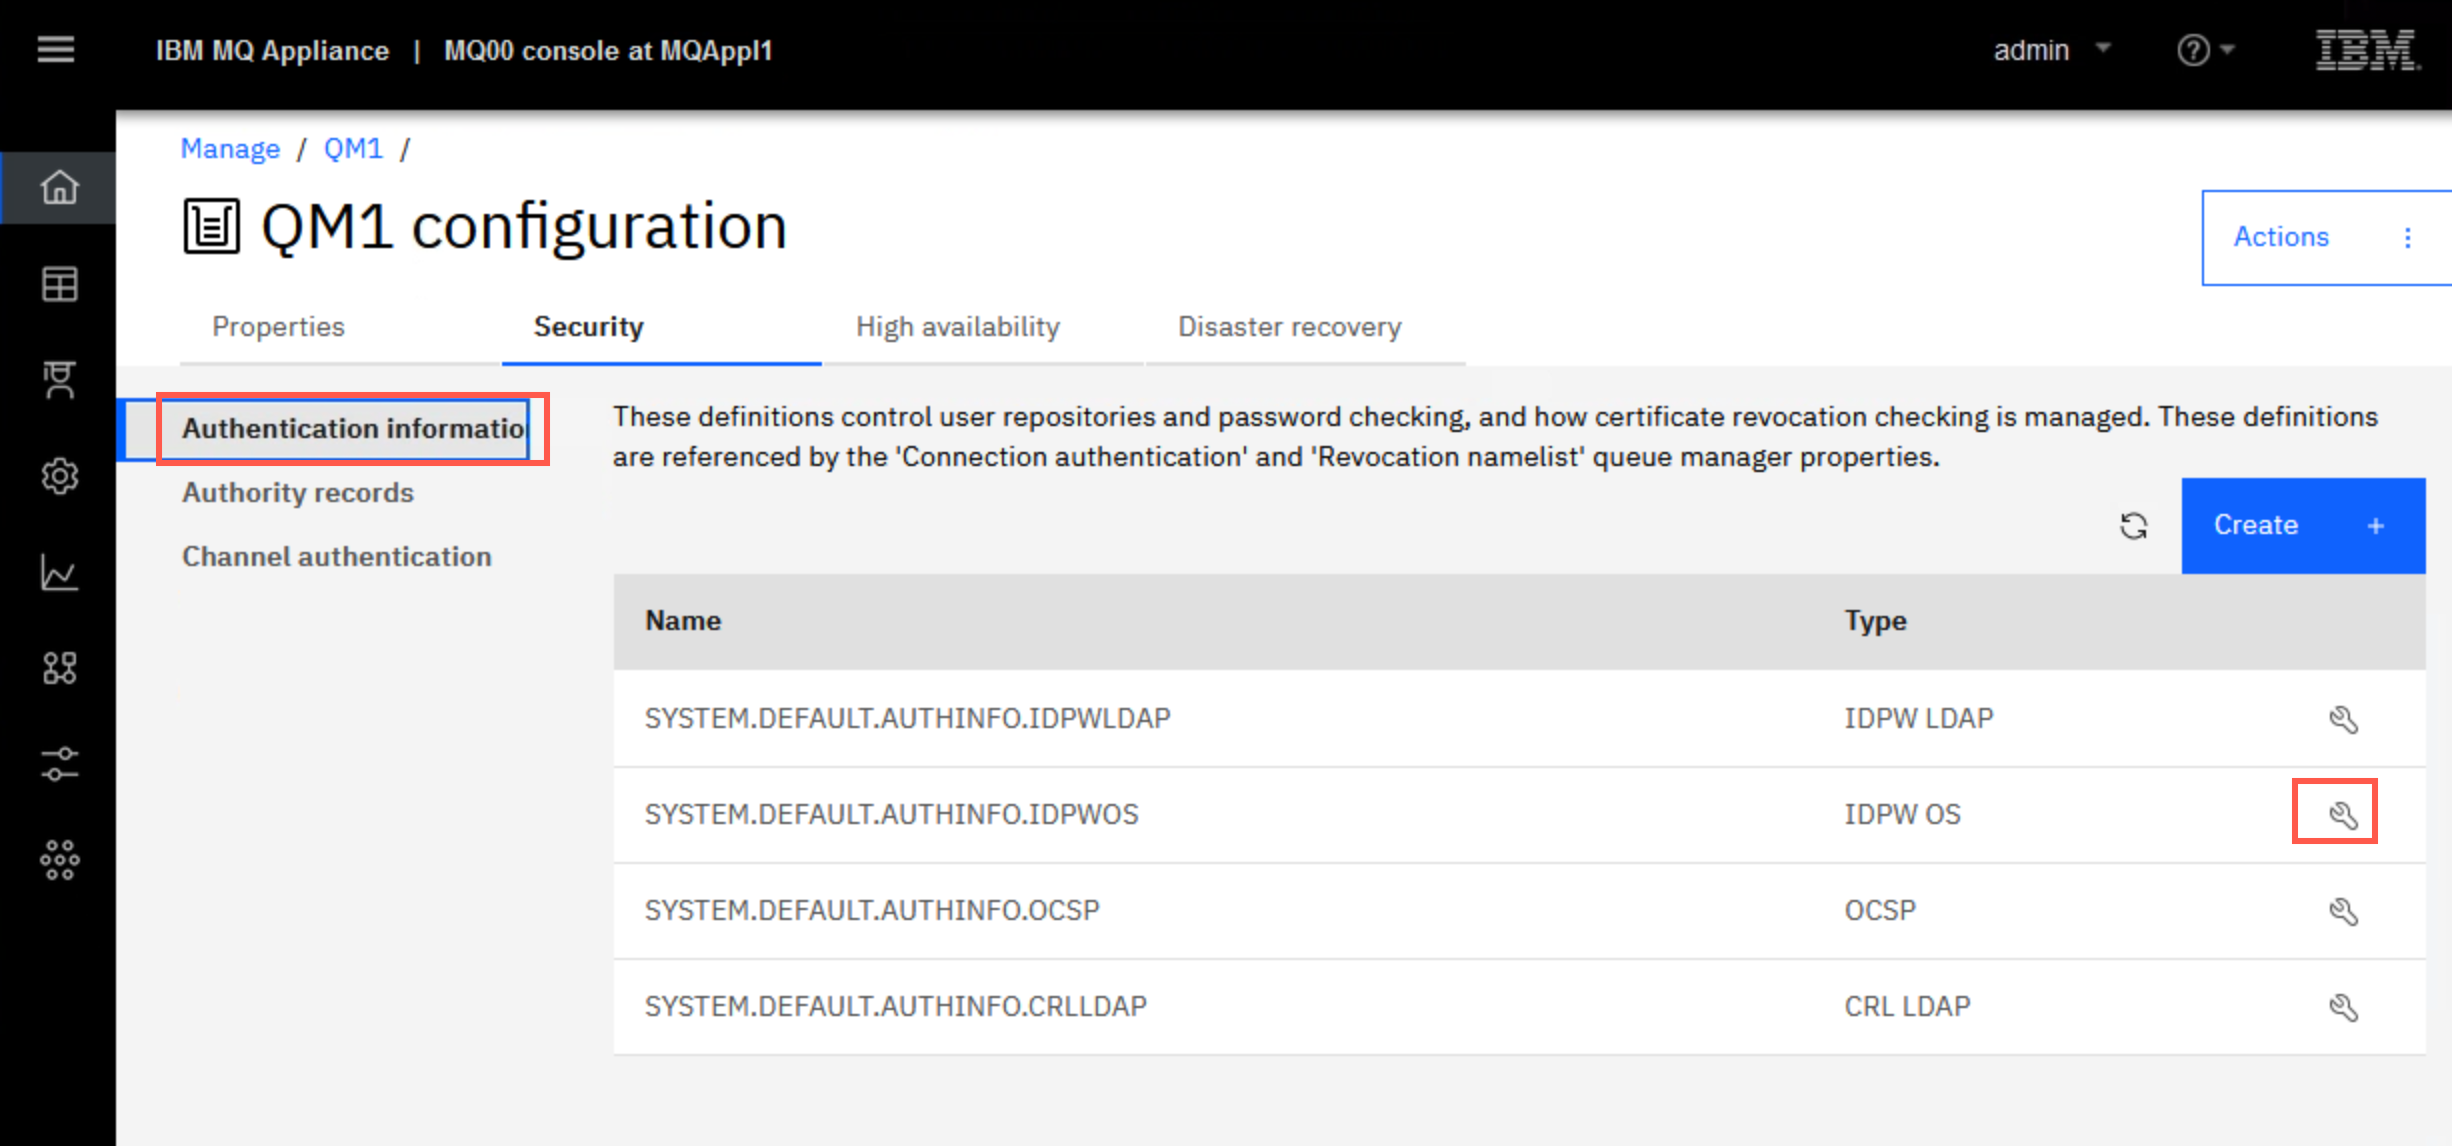 IBM MQ Appliance | MQ00 console at MQAppl1
admin
IBM
Manage / QM1 /
QM1 configuration
Actions
Properties
Security
High availability
Disaster recovery
Authentication informatio
Authority records
Channel authentication
These definitions control user repositories and password checking, and how certificate revocation checking is managed. These definitions
are referenced by the 'Connection authentication' and 'Revocation namelist' queue manager properties.
Create +
Name Type
SYSTEM.DEFAULT.AUTHINFO.IDPWLDAP IDPW LDAP
SYSTEM.DEFAULT.AUTHINFO.IDPWOS IDPW OS
SYSTEM.DEFAULT.AUTHINFO.OCSP OCSP
SYSTEM.DEFAULT.AUTHINFO.CRLLDAP CRL LDAP